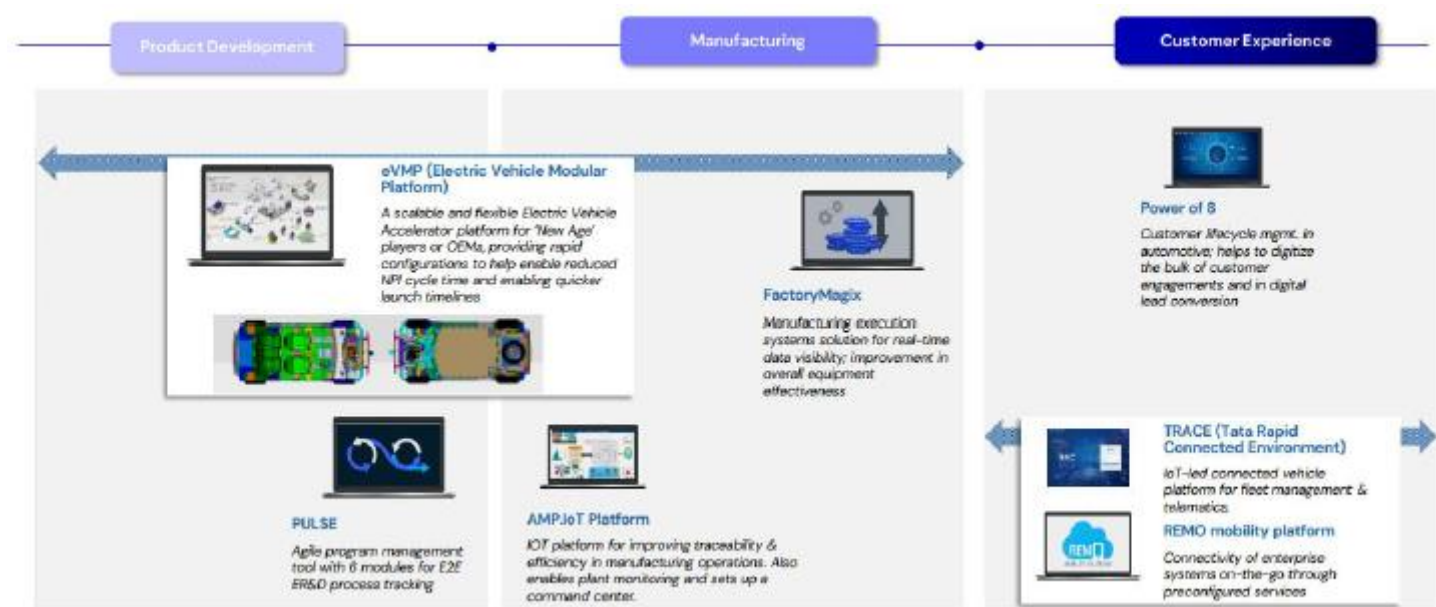 Product Development
Manufacturing
Customer Experience
eVMP (Electric Vehicle Modular
Platform)
A scalable and flexible Electric Vehicle
Accelerator platform for 'New Age'
players or OEMs, providing rapid
configurations to help enable reduced
NPI cycle time and enabling quicker
launch timelines
PULSE
Agile program management
tool with 6 modules for E2E
ER&D process tracking
FactoryMagix
Manufacturing execution
systems solution for real-time
data visibility; improvement in
overall equipment
effectiveness
AMP.IoT Platform
IOT platform for improving traceability &
efficiency in manufacturing operations. Also
enables plant monitoring and sets up a
command center.
Power of 8
Customer lifecycle mgmt. in
automotive; helps to digitize
the bulk of customer
engagements and in digital
lead conversion
TRACE (Tata Rapid
Connected Environment)
IoT-led connected vehicle
platform for fleet management &
telematics.
REMO
REMO mobility platform
Connectivity of enterprise
systems on-the-go through
preconfigured services